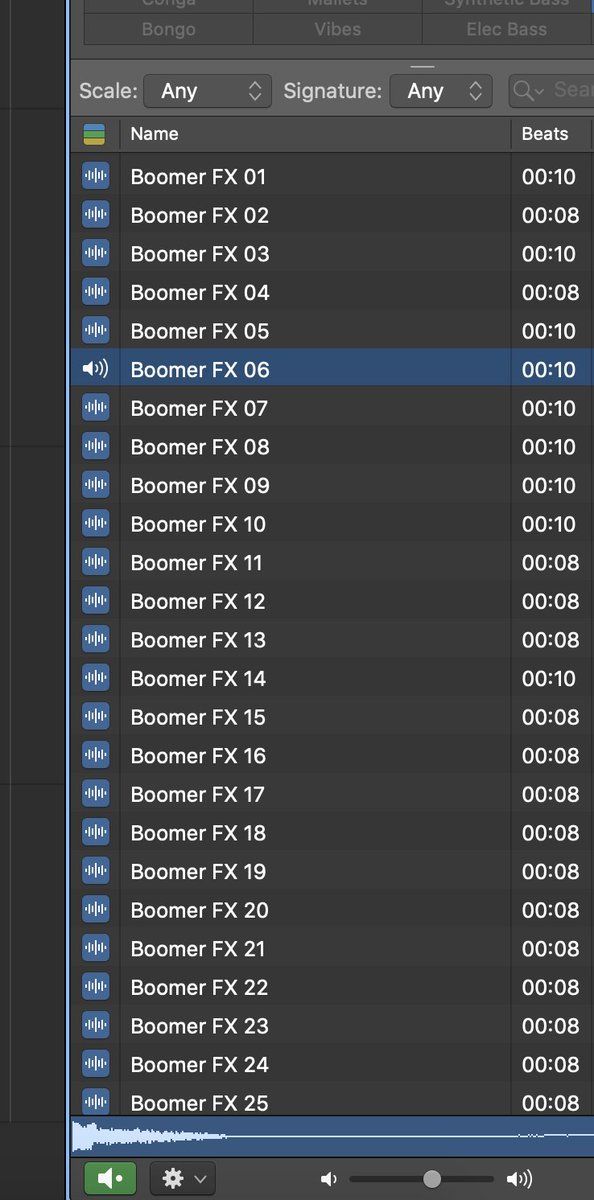 Conga Mallets Synthetic Bass
Bongo Vibes Elec Bass
Scale: Any Signature: Any Sea
Name Beats
Boomer FX 01 00:10
Boomer FX 02 00:08
Boomer FX 03 00:10
Boomer FX 04 00:08
Boomer FX 05 00:10
Boomer FX 06 00:10
Boomer FX 07 00:10
Boomer FX 08 00:10
Boomer FX 09 00:10
Boomer FX 10 00:10
Boomer FX 11 00:08
Boomer FX 12 00:08
Boomer FX 13 00:08
Boomer FX 14 00:10
Boomer FX 15 00:08
Boomer FX 16 00:08
Boomer FX 17 00:08
Boomer FX 18 00:08
Boomer FX 19 00:08
Boomer FX 20 00:08
Boomer FX 21 00:08
Boomer FX 22 00:08
Boomer FX 23 00:08
Boomer FX 24 00:08
Boomer FX 25 00:08